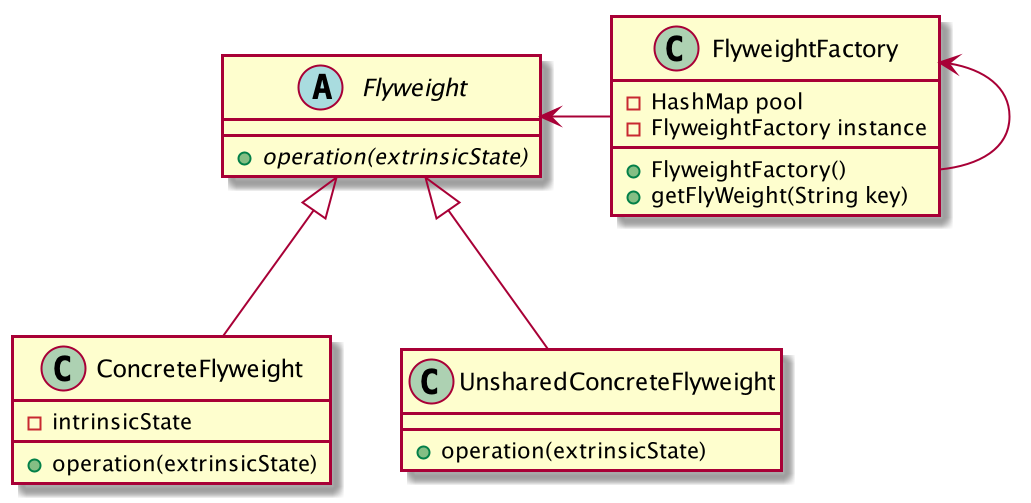 A Flyweight
operation(extrinsicState)
C FlyweightFactory
HashMap pool
FlyweightFactory instance
FlyweightFactory()
getFlyWeight(String key)
C ConcreteFlyweight
intrinsicState
operation(extrinsicState)
C UnsharedConcreteFlyweight
operation(extrinsicState)